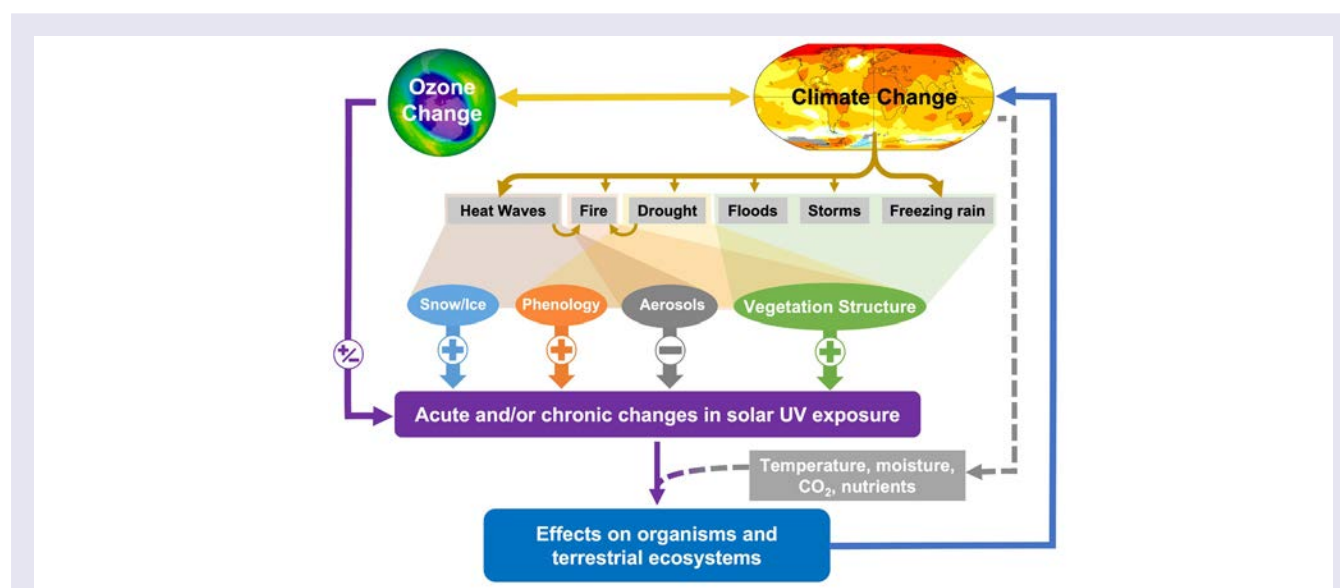 Ozone
Change
Climate Change
Heat Waves
Fire
Drought
Floods
Storms
Freezing rain
Snow/Ice
Phenology
Aerosols
Vegetation Structure
+/−
+
+
−
+
Acute and/or chronic changes in solar UV exposure
Temperature, moisture,
CO₂, nutrients
Effects on organisms and
terrestrial ecosystems